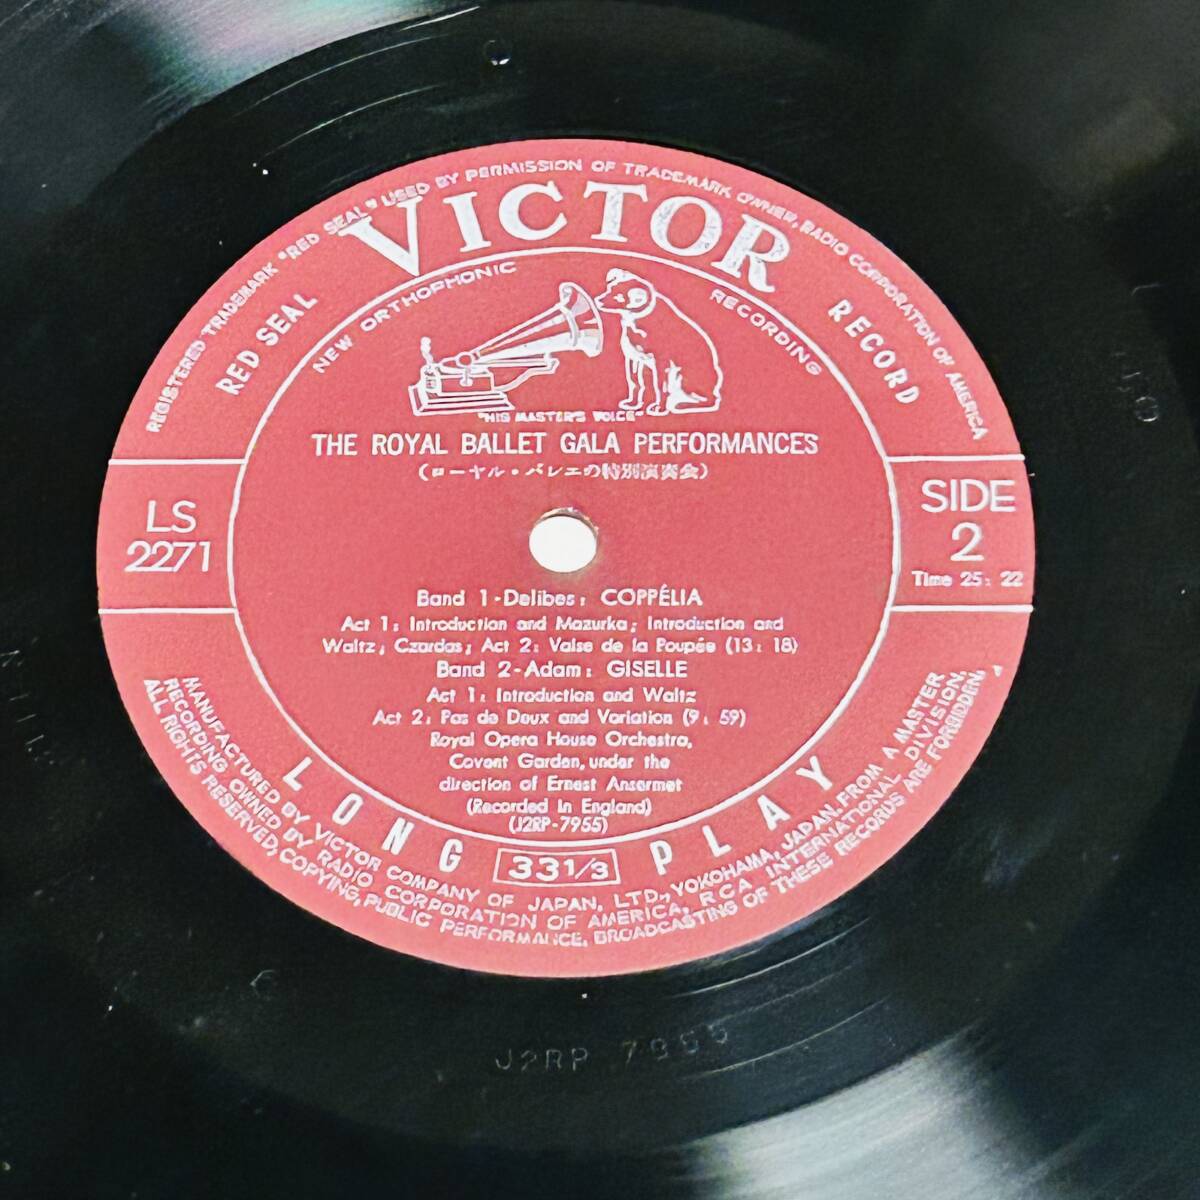 REGISTERED TRADEMARK "RED SEAL" USED BY PERMISSION OF TRADEMARK OWNER, RADIO CORPORATION OF AMERICA
VICTOR
RED SEAL RECORD
NEW ORTHOPHONIC RECORDING
"HIS MASTER'S VOICE"
THE ROYAL BALLET GALA PERFORMANCES
(ローヤル・バレエの特別演奏会)
LS
2271
SIDE
2
Time 25:22
Band 1-Delibes: COPPÉLIA
Act 1: Introduction and Mazurka; Introduction and
Waltz; Czardas; Act 2: Valse de la Poupée (13:18)
Band 2-Adam: GISELLE
Act 1: Introduction and Waltz
Act 2: Pas de Deux and Variation (9:59)
Royal Opera House Orchestra,
Covent Garden, under the
direction of Ernest Ansermet
(Recorded in England)
(J2RP-7955)
LONG 33 1/3 PLAY
MANUFACTURED BY VICTOR COMPANY OF JAPAN, LTD., YOKOHAMA, JAPAN, FROM A MASTER
RECORDING OWNED BY RADIO CORPORATION OF AMERICA, RCA INTERNATIONAL DIVISION.
ALL RIGHTS RESERVED, COPYING, PUBLIC PERFORMANCE, BROADCASTING OF THESE RECORDS ARE FORBIDDEN.
J2RP 7955